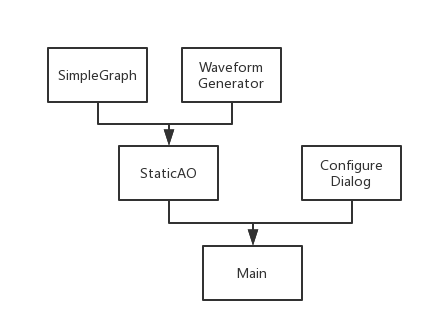 SimpleGraph
Waveform
Generator
StaticAO
Configure
Dialog
Main